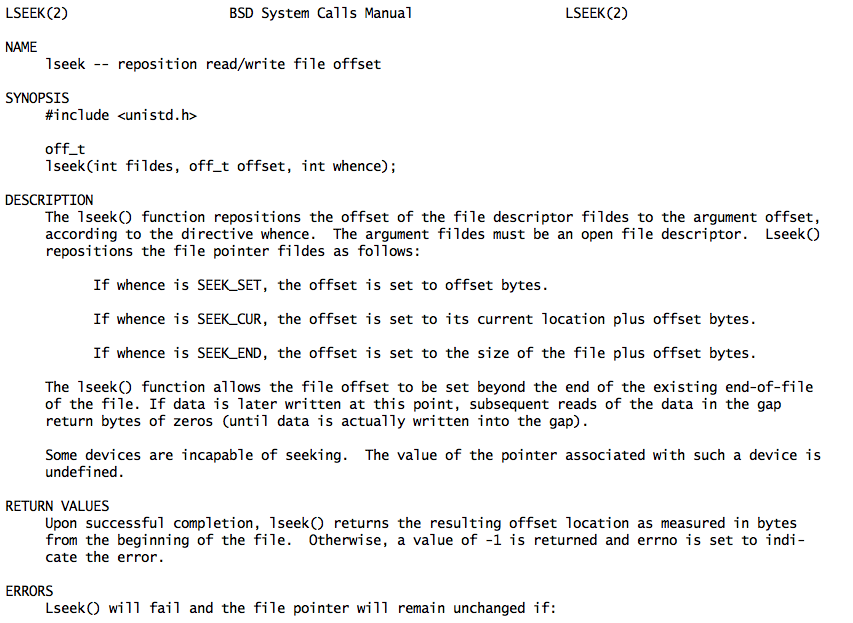 LSEEK(2) BSD System Calls Manual LSEEK(2)
NAME
lseek -- reposition read/write file offset
SYNOPSIS
#include <unistd.h>
off_t
lseek(int fildes, off_t offset, int whence);
DESCRIPTION
The lseek() function repositions the offset of the file descriptor fildes to the argument offset,
according to the directive whence. The argument fildes must be an open file descriptor. Lseek()
repositions the file pointer fildes as follows:
If whence is SEEK_SET, the offset is set to offset bytes.
If whence is SEEK_CUR, the offset is set to its current location plus offset bytes.
If whence is SEEK_END, the offset is set to the size of the file plus offset bytes.
The lseek() function allows the file offset to be set beyond the end of the existing end-of-file
of the file. If data is later written at this point, subsequent reads of the data in the gap
return bytes of zeros (until data is actually written into the gap).
Some devices are incapable of seeking. The value of the pointer associated with such a device is
undefined.
RETURN VALUES
Upon successful completion, lseek() returns the resulting offset location as measured in bytes
from the beginning of the file. Otherwise, a value of -1 is returned and errno is set to indi-
cate the error.
ERRORS
Lseek() will fail and the file pointer will remain unchanged if: